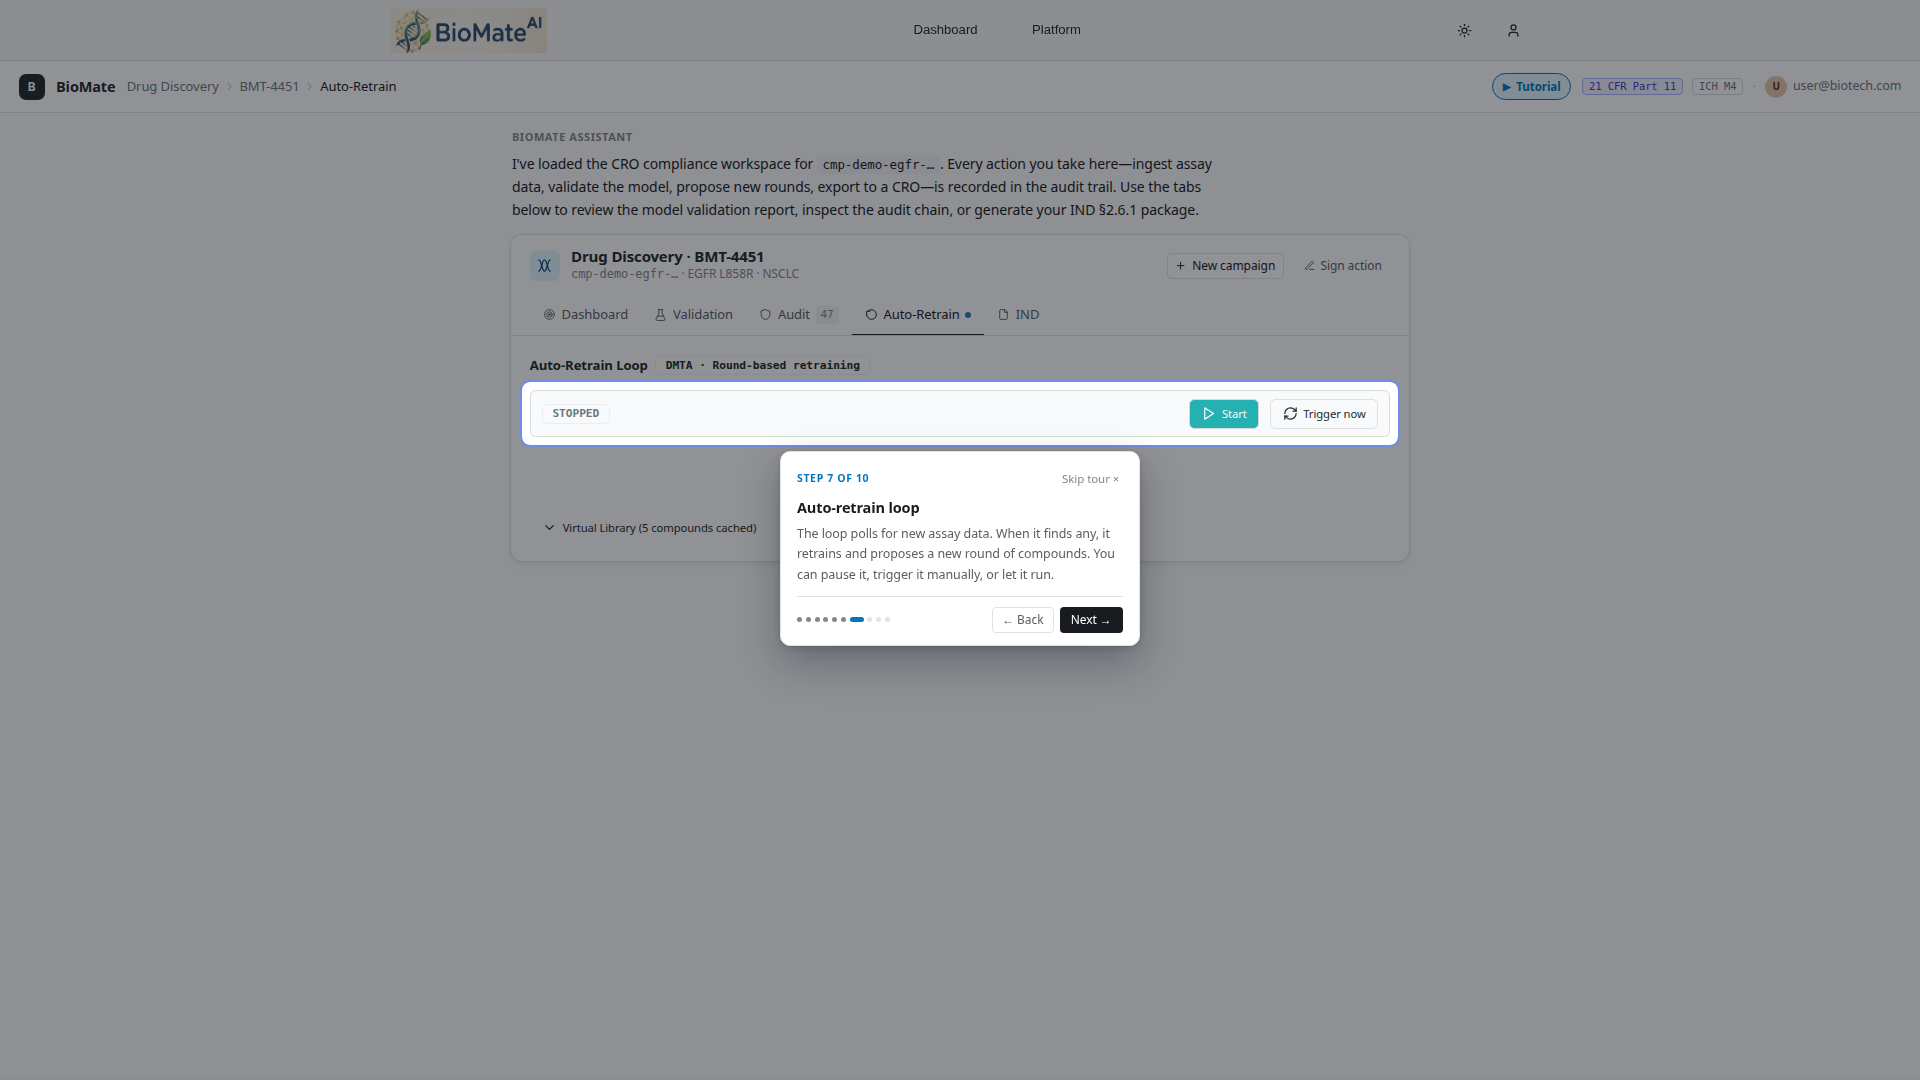 BioMate AI
Dashboard
Platform
B
BioMate
Drug Discovery
BMT-4451
Auto-Retrain
▶ Tutorial
21 CFR Part 11
ICH M4
·
U
user@biotech.com
BIOMATE ASSISTANT
I've loaded the CRO compliance workspace for cmp-demo-egfr-… . Every action you take here—ingest assay
data, validate the model, propose new rounds, export to a CRO—is recorded in the audit trail. Use the tabs
below to review the model validation report, inspect the audit chain, or generate your IND §2.6.1 package.
Drug Discovery · BMT-4451
cmp-demo-egfr-… · EGFR L858R · NSCLC
+ New campaign
Sign action
Dashboard
Validation
Audit 47
Auto-Retrain
IND
Auto-Retrain Loop
DMTA · Round-based retraining
STOPPED
Start
Trigger now
STEP 7 OF 10
Skip tour ×
Auto-retrain loop
The loop polls for new assay data. When it finds any, it
retrains and proposes a new round of compounds. You
can pause it, trigger it manually, or let it run.
← Back
Next →
Virtual Library (5 compounds cached)